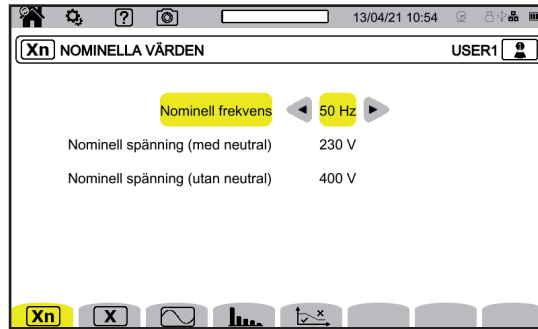 ? 13/04/21 10:54
Xn NOMINELLA VÄRDEN USER1
Nominell frekvens 50 Hz
Nominell spänning (med neutral) 230 V
Nominell spänning (utan neutral) 400 V
Xn X